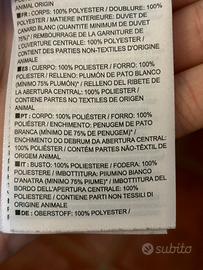 ANIMAL ORIGIN
■ FR : CORPS: 100% POLYESTER / DOUBLURE: 100%
POLYESTER / MATIERE INTERIEURE: DUVET DE
CANARD BLANC (QUANTITE MINIMUM DE DUVET
75%* / REMBOURRAGE DE LA GARNITURE DE
L'OUVERTURE CENTRALE: 100% POLYESTER /
CONTIENT DES PARTIES NON-TEXTILES D'ORIGINE
ANIMALE
■ ES : CUERPO: 100% POLIÉSTER / FORRO: 100%
POLIÉSTER / RELLENO: PLUMÓN DE PATO BLANCO
(MÍNIMO 75% PLUMÓN)* / RELLENO DEL RIBETE DE
LA ABERTURA CENTRAL: 100% POLIÉSTER /
CONTIENE PARTES NO TEXTILES DE ORIGEN
ANIMAL
■ PT : CORPO: 100% POLIÉSTER / FORRO: 100%
POLIÉSTER / ENCHIMENTO: PENUGEM DE PATO
BRANCA (MÍNIMO DE 75% DE PENUGEM)* /
ENCHIMENTO DO DEBRUM DA ABERTURA CENTRAL:
100% POLIÉSTER / CONTÉM PARTES NÃO-TÊXTIL DE
ORIGEM ANIMAL
■ IT : BUSTO: 100% POLIESTERE / FODERA: 100%
POLIESTERE / IMBOTTITURA: PIUMINO BIANCO
D'ANATRA (MINIMO 75% PIUME)* / IMBOTTITURA DEL
BORDO DELL'APERTURA CENTRALE: 100%
POLIESTERE / CONTIENE PARTI NON TESSILI DI
ORIGINE ANIMALE
■ DE : OBERSTOFF: 100% POLYESTER /
subito